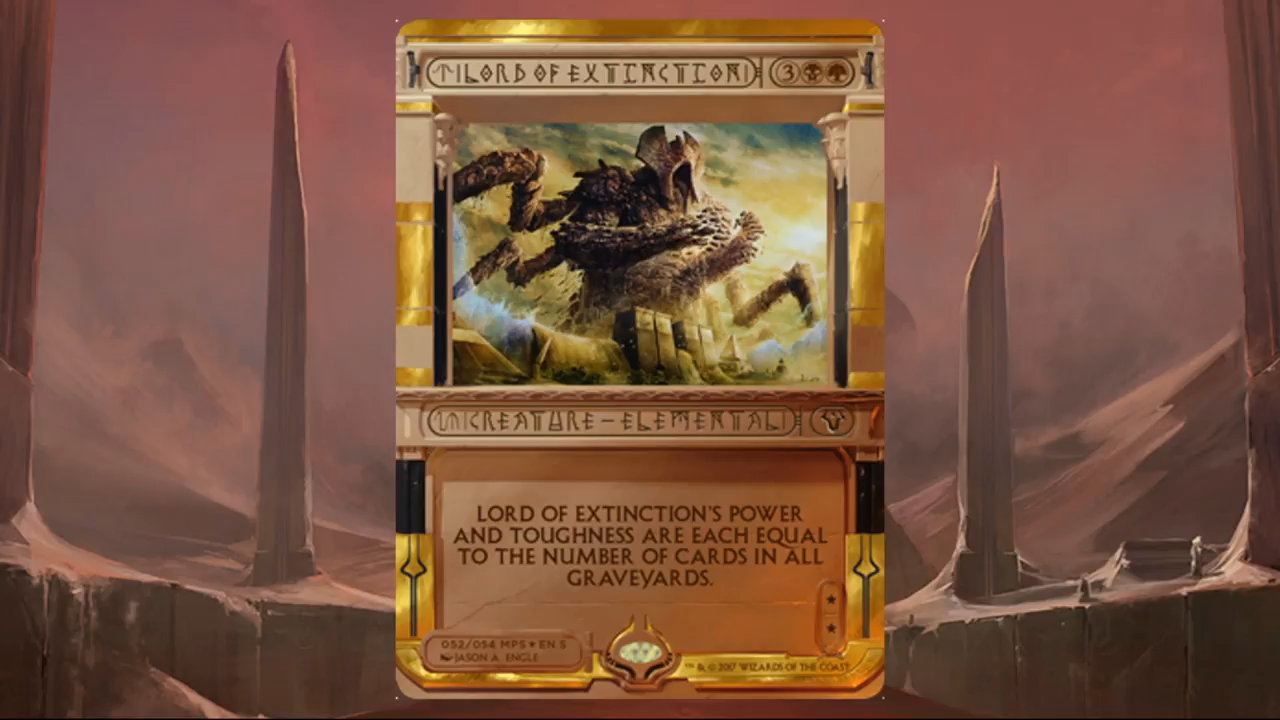 LORD OF EXTINCTION 3
CREATURE – ELEMENTAL
LORD OF EXTINCTION'S POWER
AND TOUGHNESS ARE EACH EQUAL
TO THE NUMBER OF CARDS IN ALL
GRAVEYARDS.
★
★
052/054 MPS★EN S
JASON A. ENGLE
™ & © 2017 WIZARDS OF THE COAST